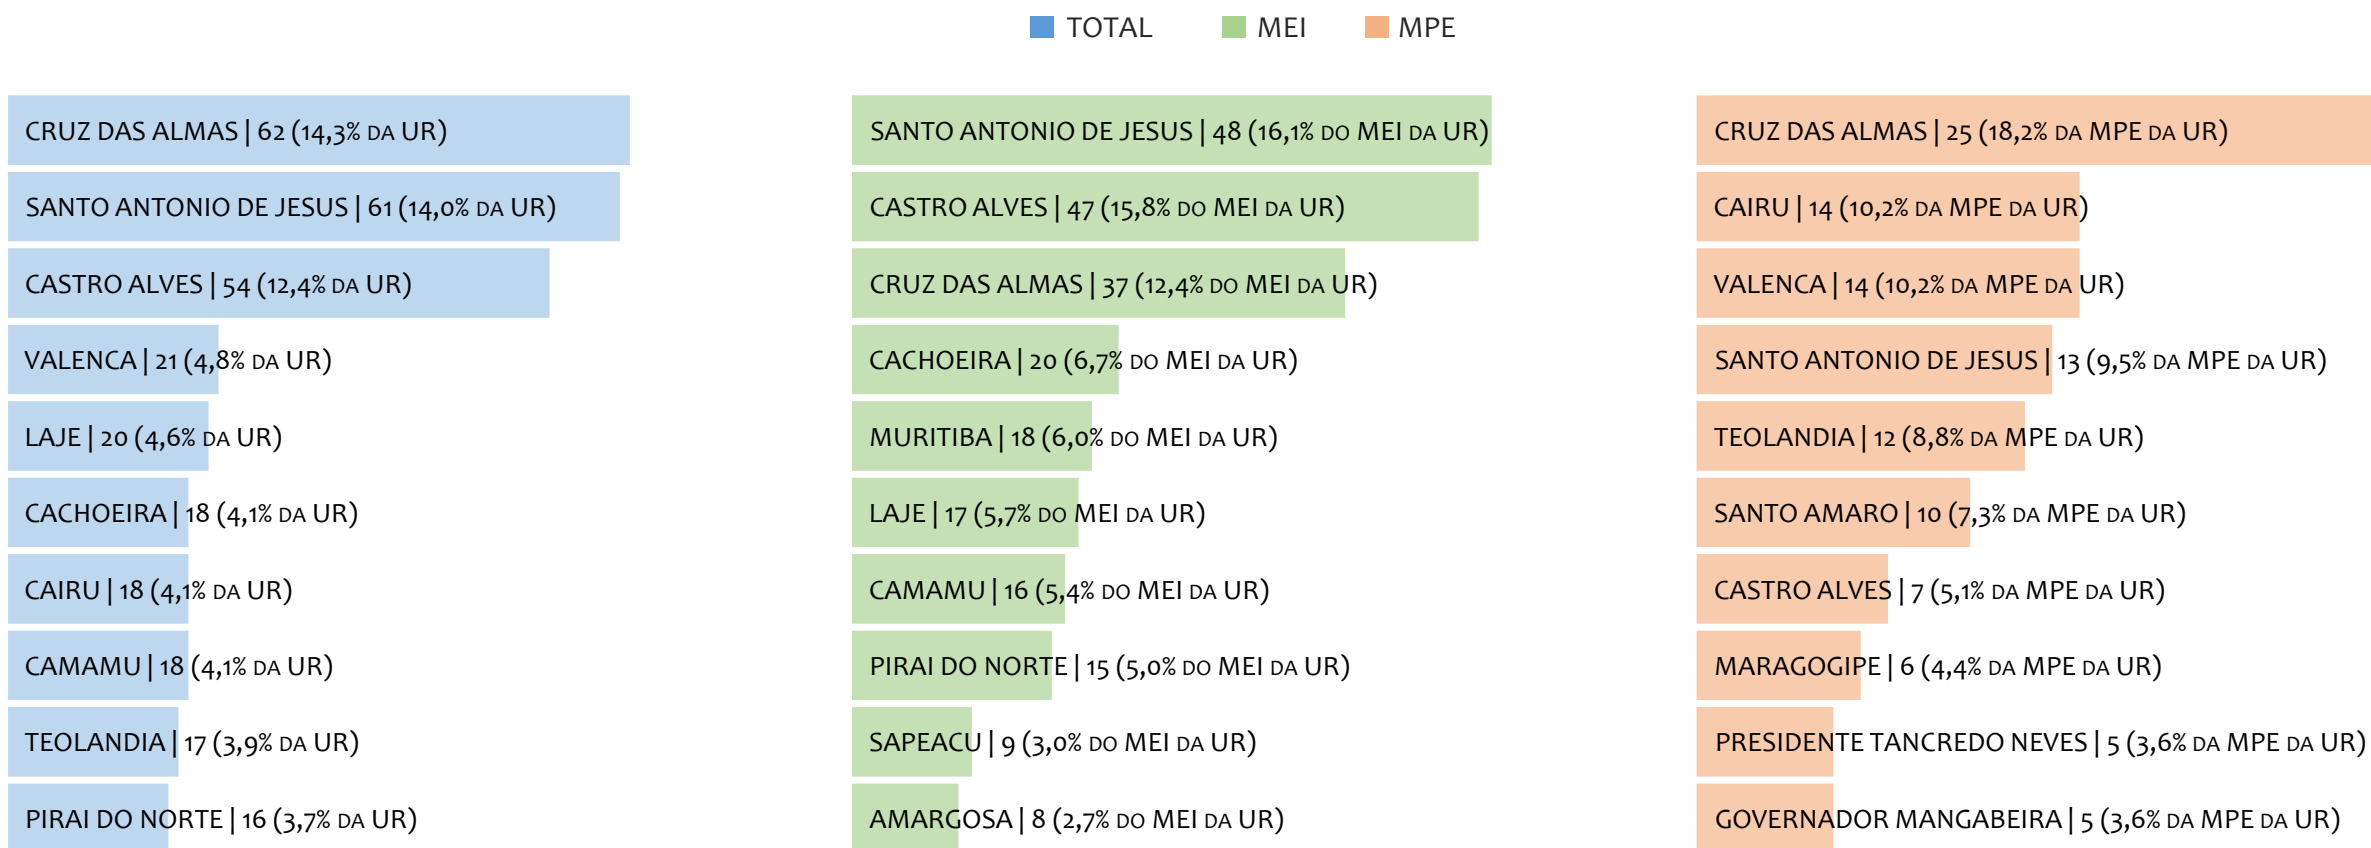 TOTAL MEI MPE
CRUZ DAS ALMAS | 62 (14,3% DA UR)
SANTO ANTONIO DE JESUS | 61 (14,0% DA UR)
CASTRO ALVES | 54 (12,4% DA UR)
VALENCA | 21 (4,8% DA UR)
LAJE | 20 (4,6% DA UR)
CACHOEIRA | 18 (4,1% DA UR)
CAIRU | 18 (4,1% DA UR)
CAMAMU | 18 (4,1% DA UR)
TEOLANDIA | 17 (3,9% DA UR)
PIRAI DO NORTE | 16 (3,7% DA UR)
SANTO ANTONIO DE JESUS | 48 (16,1% DO MEI DA UR)
CASTRO ALVES | 47 (15,8% DO MEI DA UR)
CRUZ DAS ALMAS | 37 (12,4% DO MEI DA UR)
CACHOEIRA | 20 (6,7% DO MEI DA UR)
MURITIBA | 18 (6,0% DO MEI DA UR)
LAJE | 17 (5,7% DO MEI DA UR)
CAMAMU | 16 (5,4% DO MEI DA UR)
PIRAI DO NORTE | 15 (5,0% DO MEI DA UR)
SAPEACU | 9 (3,0% DO MEI DA UR)
AMARGOSA | 8 (2,7% DO MEI DA UR)
CRUZ DAS ALMAS | 25 (18,2% DA MPE DA UR)
CAIRU | 14 (10,2% DA MPE DA UR)
VALENCA | 14 (10,2% DA MPE DA UR)
SANTO ANTONIO DE JESUS | 13 (9,5% DA MPE DA UR)
TEOLANDIA | 12 (8,8% DA MPE DA UR)
SANTO AMARO | 10 (7,3% DA MPE DA UR)
CASTRO ALVES | 7 (5,1% DA MPE DA UR)
MARAGOGIPE | 6 (4,4% DA MPE DA UR)
PRESIDENTE TANCREDO NEVES | 5 (3,6% DA MPE DA UR)
GOVERNADOR MANGABEIRA | 5 (3,6% DA MPE DA UR)